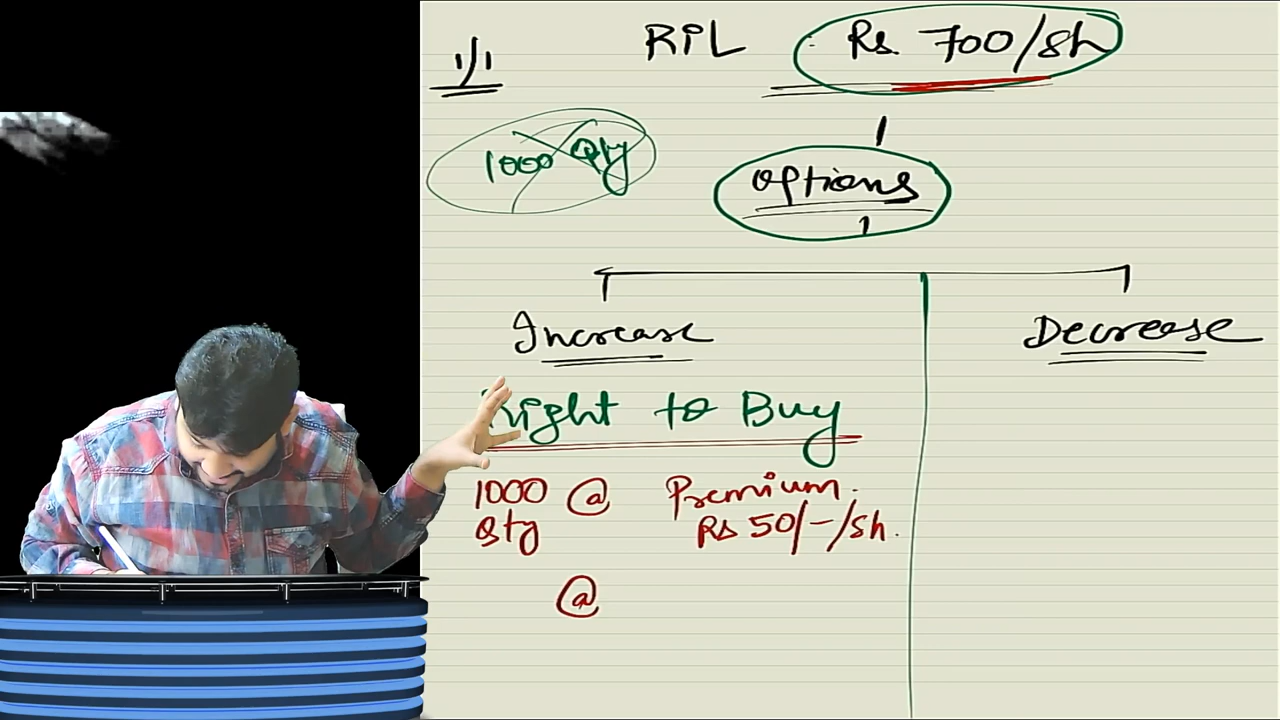 1/1
RIL Rs. 700/sh
1000 Qty
Options
Increase
Decrease
Right to Buy
1000 @ Premium.
Qty Rs 50/-/sh.
@